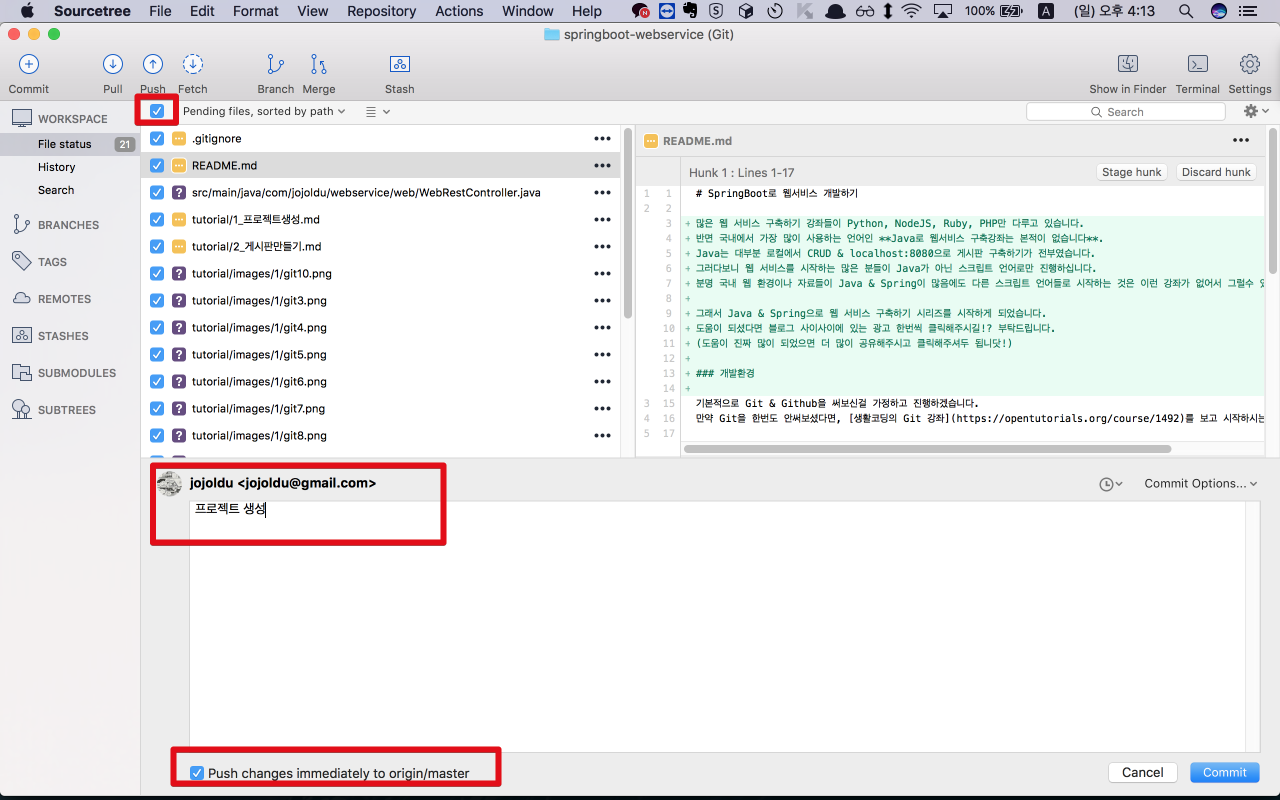 Sourcetree File Edit Format View Repository Actions Window Help 100% A (일) 오후 4:13
springboot-webservice (Git)
Commit Pull Push Fetch Branch Merge Stash Show in Finder Terminal Settings
Pending files, sorted by path
Search
WORKSPACE
File status 21
History
Search
BRANCHES
TAGS
REMOTES
STASHES
SUBMODULES
SUBTREES
.gitignore
README.md
src/main/java/com/jojoldu/webservice/web/WebRestController.java
tutorial/1_프로젝트생성.md
tutorial/2_게시판만들기.md
tutorial/images/1/git10.png
tutorial/images/1/git3.png
tutorial/images/1/git4.png
tutorial/images/1/git5.png
tutorial/images/1/git6.png
tutorial/images/1/git7.png
tutorial/images/1/git8.png
README.md
Hunk 1 : Lines 1-17 Stage hunk Discard hunk
1 1 # SpringBoot로 웹서비스 개발하기
2 2
3 + 많은 웹 서비스 구축하기 강좌들이 Python, NodeJS, Ruby, PHP만 다루고 있습니다.
4 + 반면 국내에서 가장 많이 사용하는 언어인 **Java로 웹서비스 구축강좌는 본적이 없습니다**.
5 + Java는 대부분 로컬에서 CRUD & localhost:8080으로 게시판 구축하기가 전부였습니다.
6 + 그러다보니 웹 서비스를 시작하는 많은 분들이 Java가 아닌 스크립트 언어로만 진행하십니다.
7 + 분명 국내 웹 환경이나 자료들이 Java & Spring이 많음에도 다른 스크립트 언어들로 시작하는 것은 이런 강좌가 없어서 그럴수 있
8 +
9 + 그래서 Java & Spring으로 웹 서비스 구축하기 시리즈를 시작하게 되었습니다.
10 + 도움이 되셨다면 블로그 사이사이에 있는 광고 한번씩 클릭해주시길!? 부탁드립니다.
11 + (도움이 진짜 많이 되었으면 더 많이 공유해주시고 클릭해주셔두 됩니닷!)
12 +
13 + ### 개발환경
14 +
3 15 기본적으로 Git & Github을 써보신걸 가정하고 진행하겠습니다.
4 16 만약 Git을 한번도 안써보셨다면, [생활코딩의 Git 강좌](https://opentutorials.org/course/1492)를 보고 시작하시는
5 17
jojoldu <jojoldu@gmail.com>
Commit Options...
프로젝트 생성
Push changes immediately to origin/master
Cancel Commit